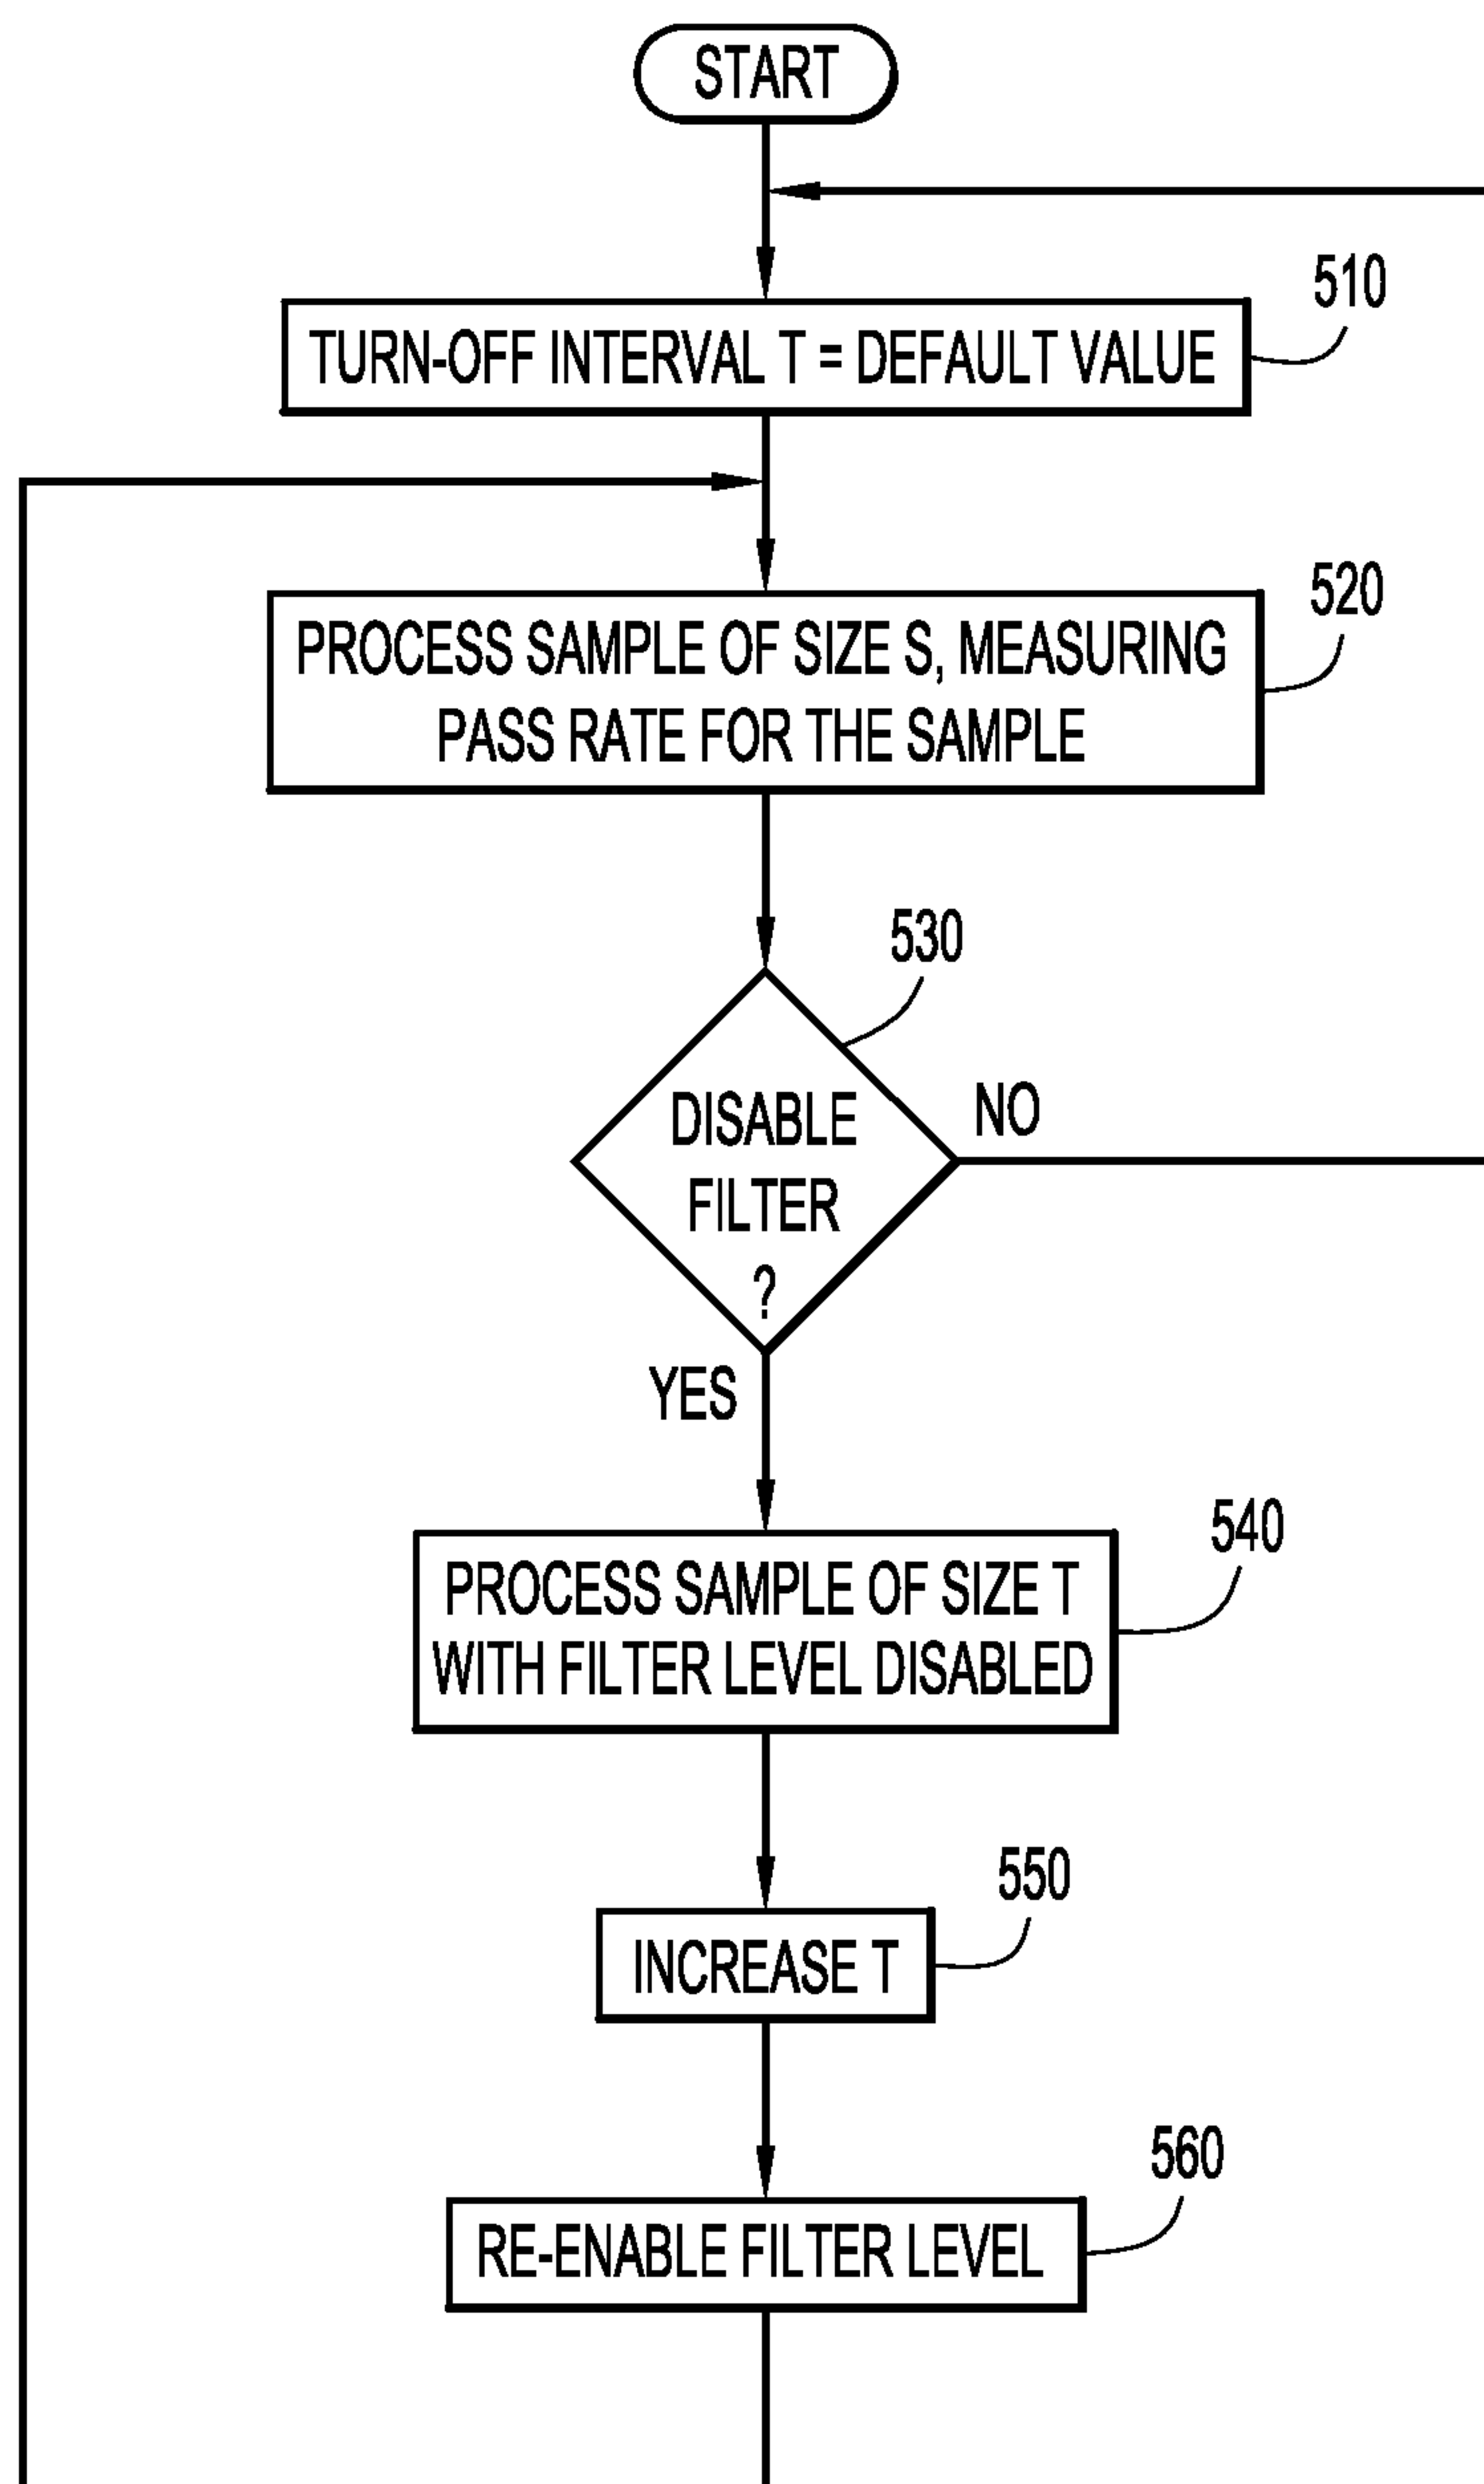 START
510
TURN-OFF INTERVAL T = DEFAULT VALUE
520
PROCESS SAMPLE OF SIZE S, MEASURING
PASS RATE FOR THE SAMPLE
530
DISABLE
FILTER
?
NO
YES
540
PROCESS SAMPLE OF SIZE T
WITH FILTER LEVEL DISABLED
550
INCREASE T
560
RE-ENABLE FILTER LEVEL